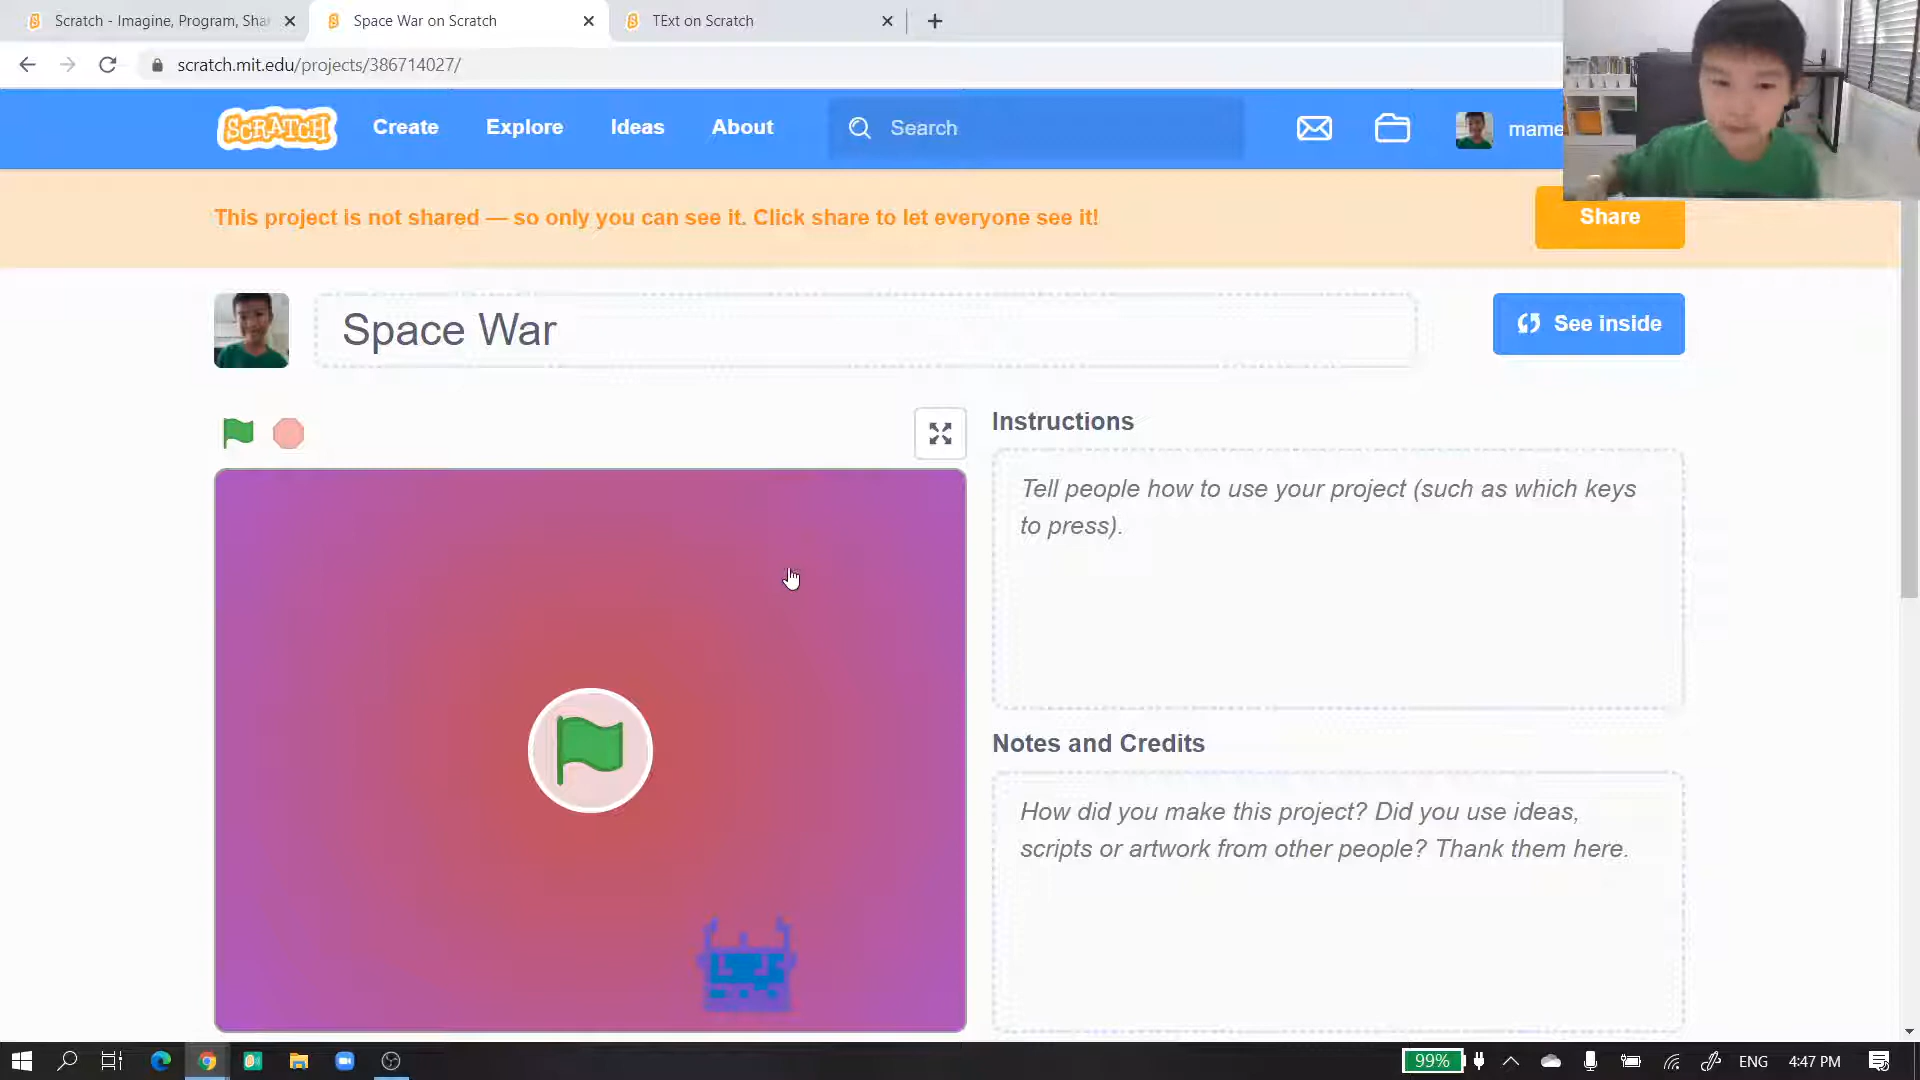 Scratch - Imagine, Program, Sha
Space War on Scratch
TExt on Scratch
scratch.mit.edu/projects/386714027/
SCRATCH
Create
Explore
Ideas
About
Search
mame
This project is not shared — so only you can see it. Click share to let everyone see it!
Share
Space War
See inside
Instructions
Tell people how to use your project (such as which keys
to press).
Notes and Credits
How did you make this project? Did you use ideas,
scripts or artwork from other people? Thank them here.
99%
ENG
4:47 PM